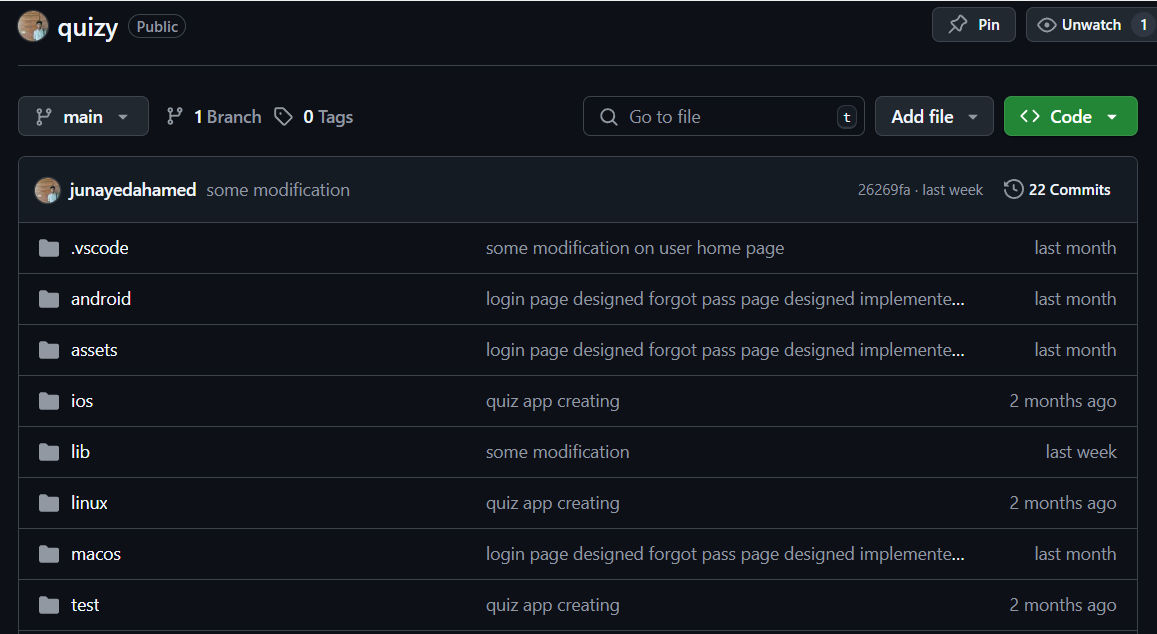 quizy Public Pin Unwatch 1
main 1 Branch 0 Tags Go to file t Add file Code
junayedahamed some modification 26269fa · last week 22 Commits
.vscode some modification on user home page last month
android login page designed forgot pass page designed implemente... last month
assets login page designed forgot pass page designed implemente... last month
ios quiz app creating 2 months ago
lib some modification last week
linux quiz app creating 2 months ago
macos login page designed forgot pass page designed implemente... last month
test quiz app creating 2 months ago